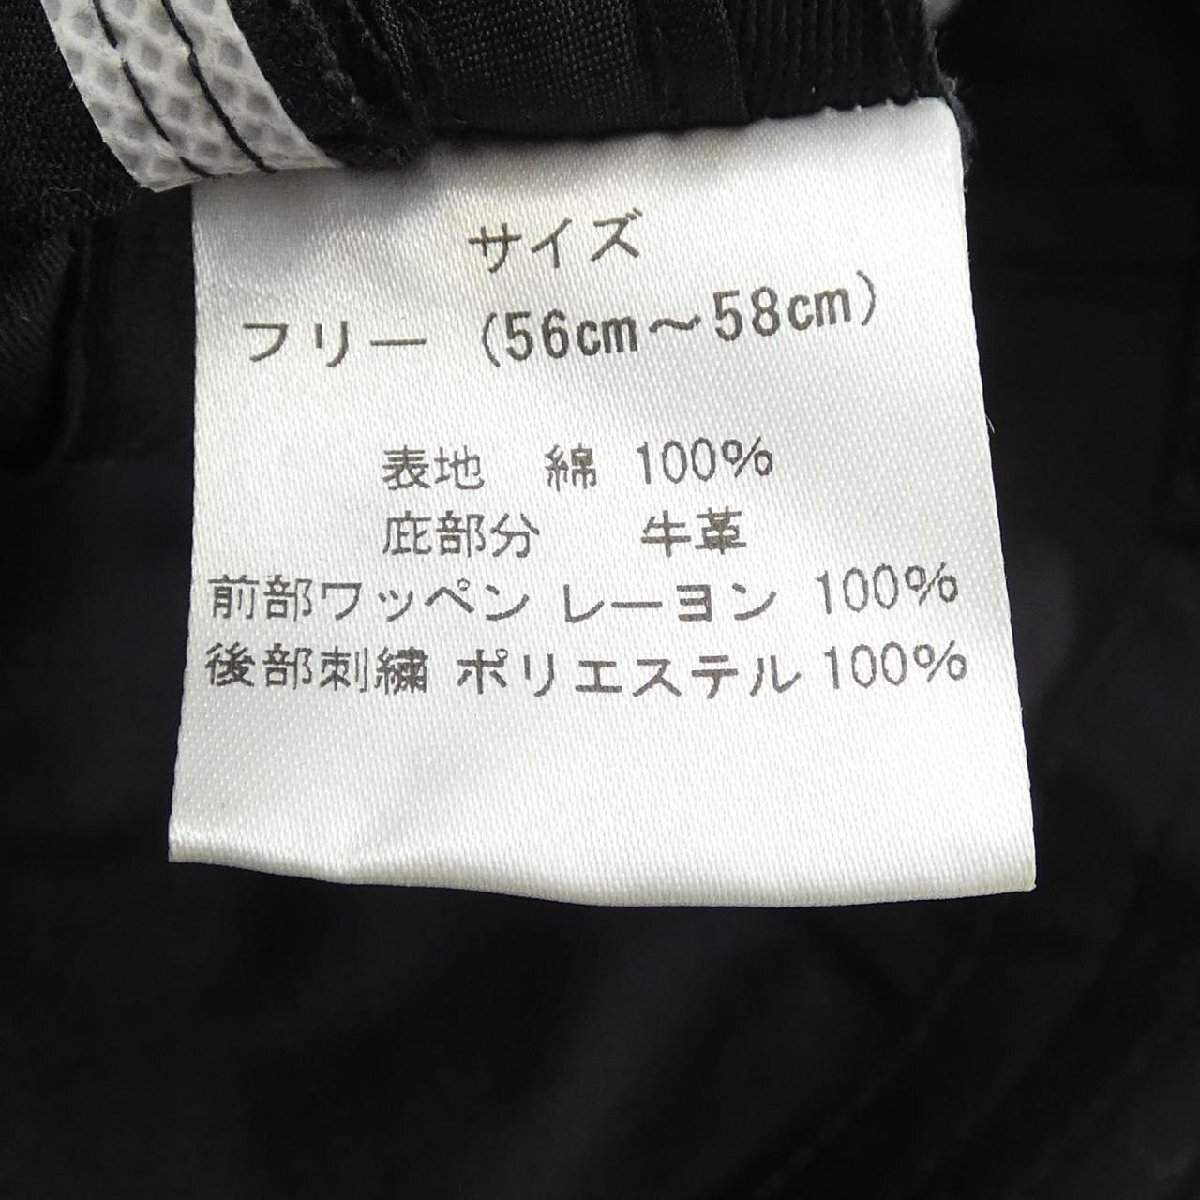 サイズ
フリー (56cm～58cm)
表地 綿 100%
庇部分 牛革
前部ワッペン レーヨン 100%
後部刺繍 ポリエステル 100%